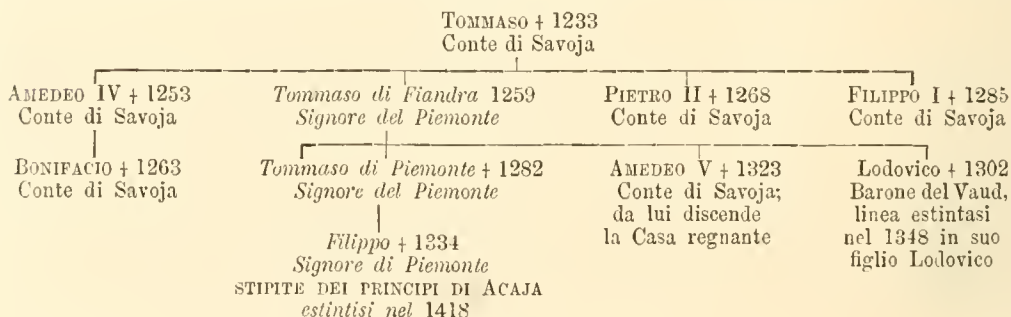 TOMMASO + 1233
Conte di Savoja
AMEDEO IV + 1253
Conte di Savoja
Tommaso di Fiandra 1259
Signore del Piemonte
PIETRO II + 1268
Conte di Savoja
FILIPPO I + 1285
Conte di Savoja
BONIFACIO + 1263
Conte di Savoja
Tommaso di Piemonte + 1282
Signore del Piemonte
AMEDEO V + 1323
Conte di Savoja;
da lui discende
la Casa regnante
Lodovico + 1302
Barone del Vaud,
linea estintasi
nel 1348 in suo
figlio Lodovico
Filippo + 1334
Signore di Piemonte
STIPITE DEI PRINCIPI DI ACAJA
estintisi nel 1418